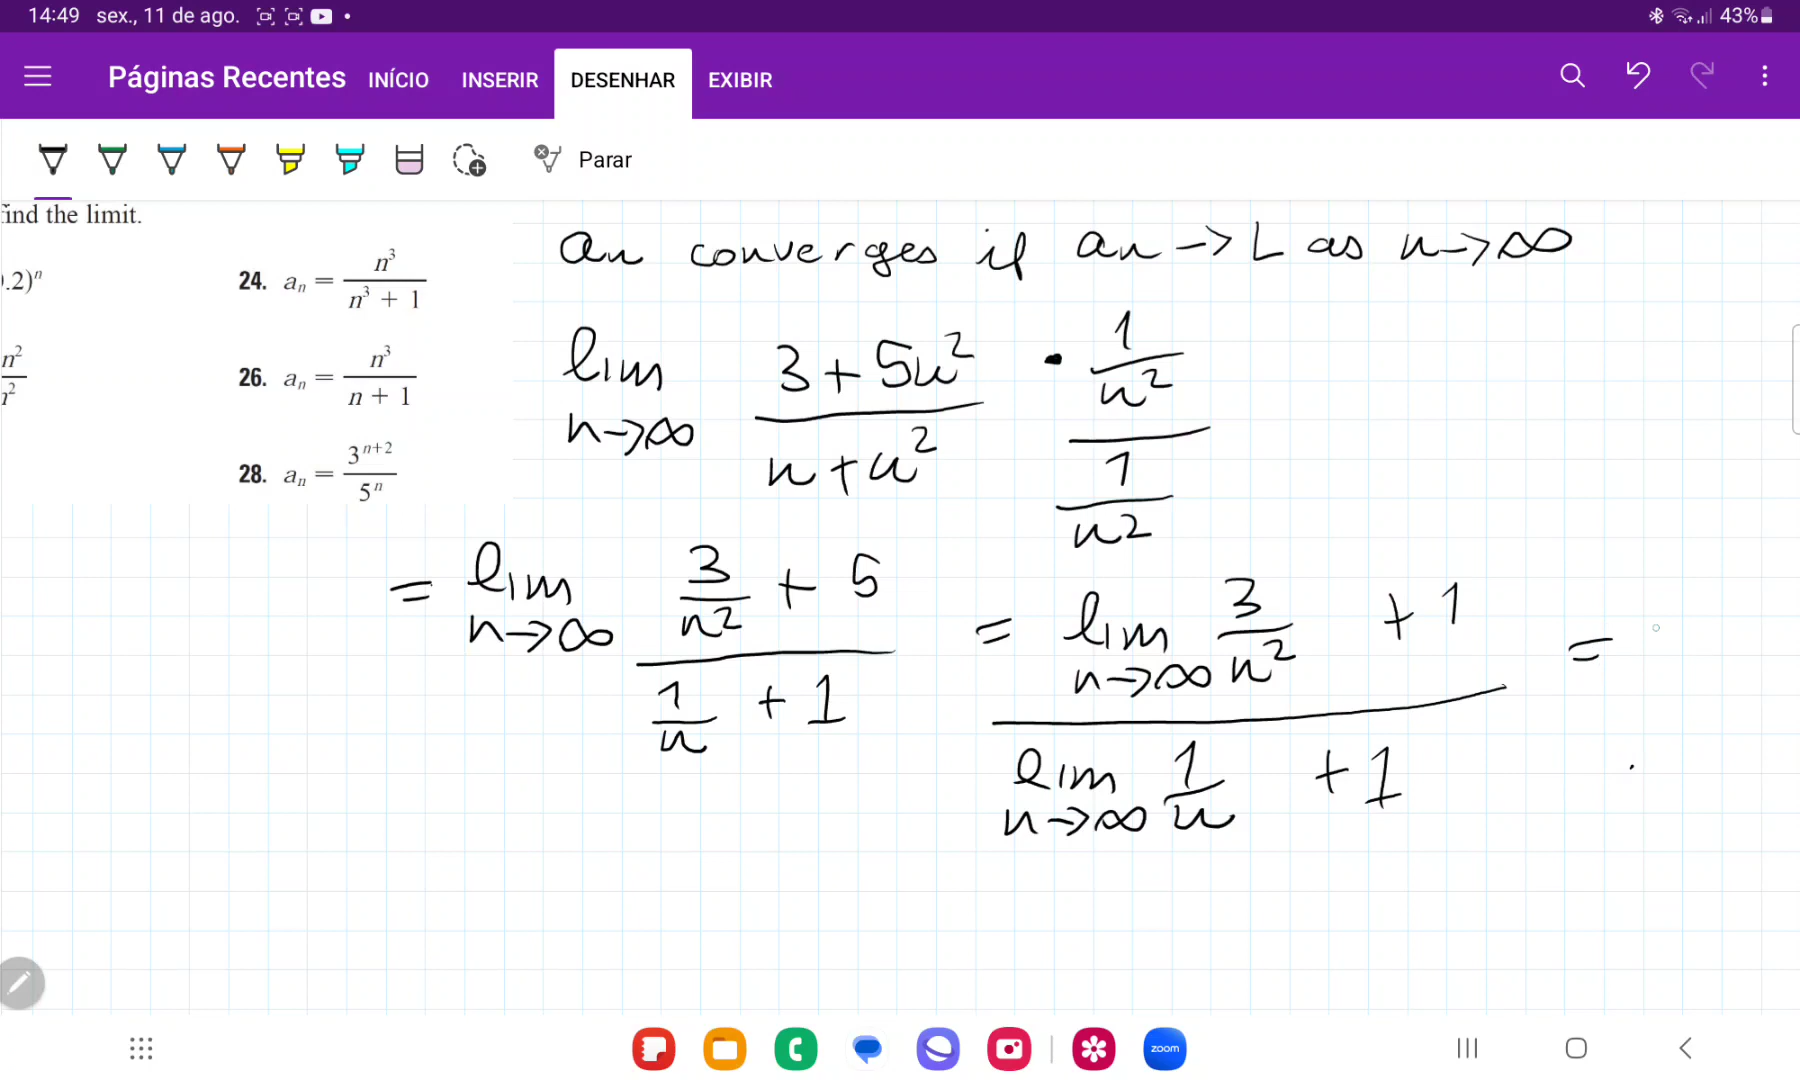 14:49 sex., 11 de ago. • 43%
Páginas Recentes INÍCIO INSERIR DESENHAR EXIBIR
Parar
find the limit.
.2)ⁿ
24. aₙ = n³ / (n³ + 1)
n²
26. aₙ = n³ / (n + 1)
28. aₙ = 3ⁿ⁺² / 5ⁿ
an converges if an -> L as n -> ∞
lim n->∞ (3 + 5n²) / (n + n²) · (1/n²) / (1/n²)
= lim n->∞ (3/n² + 5) / (1/n + 1) = (lim n->∞ 3/n² + 1) / (lim n->∞ 1/n + 1) =
zoom